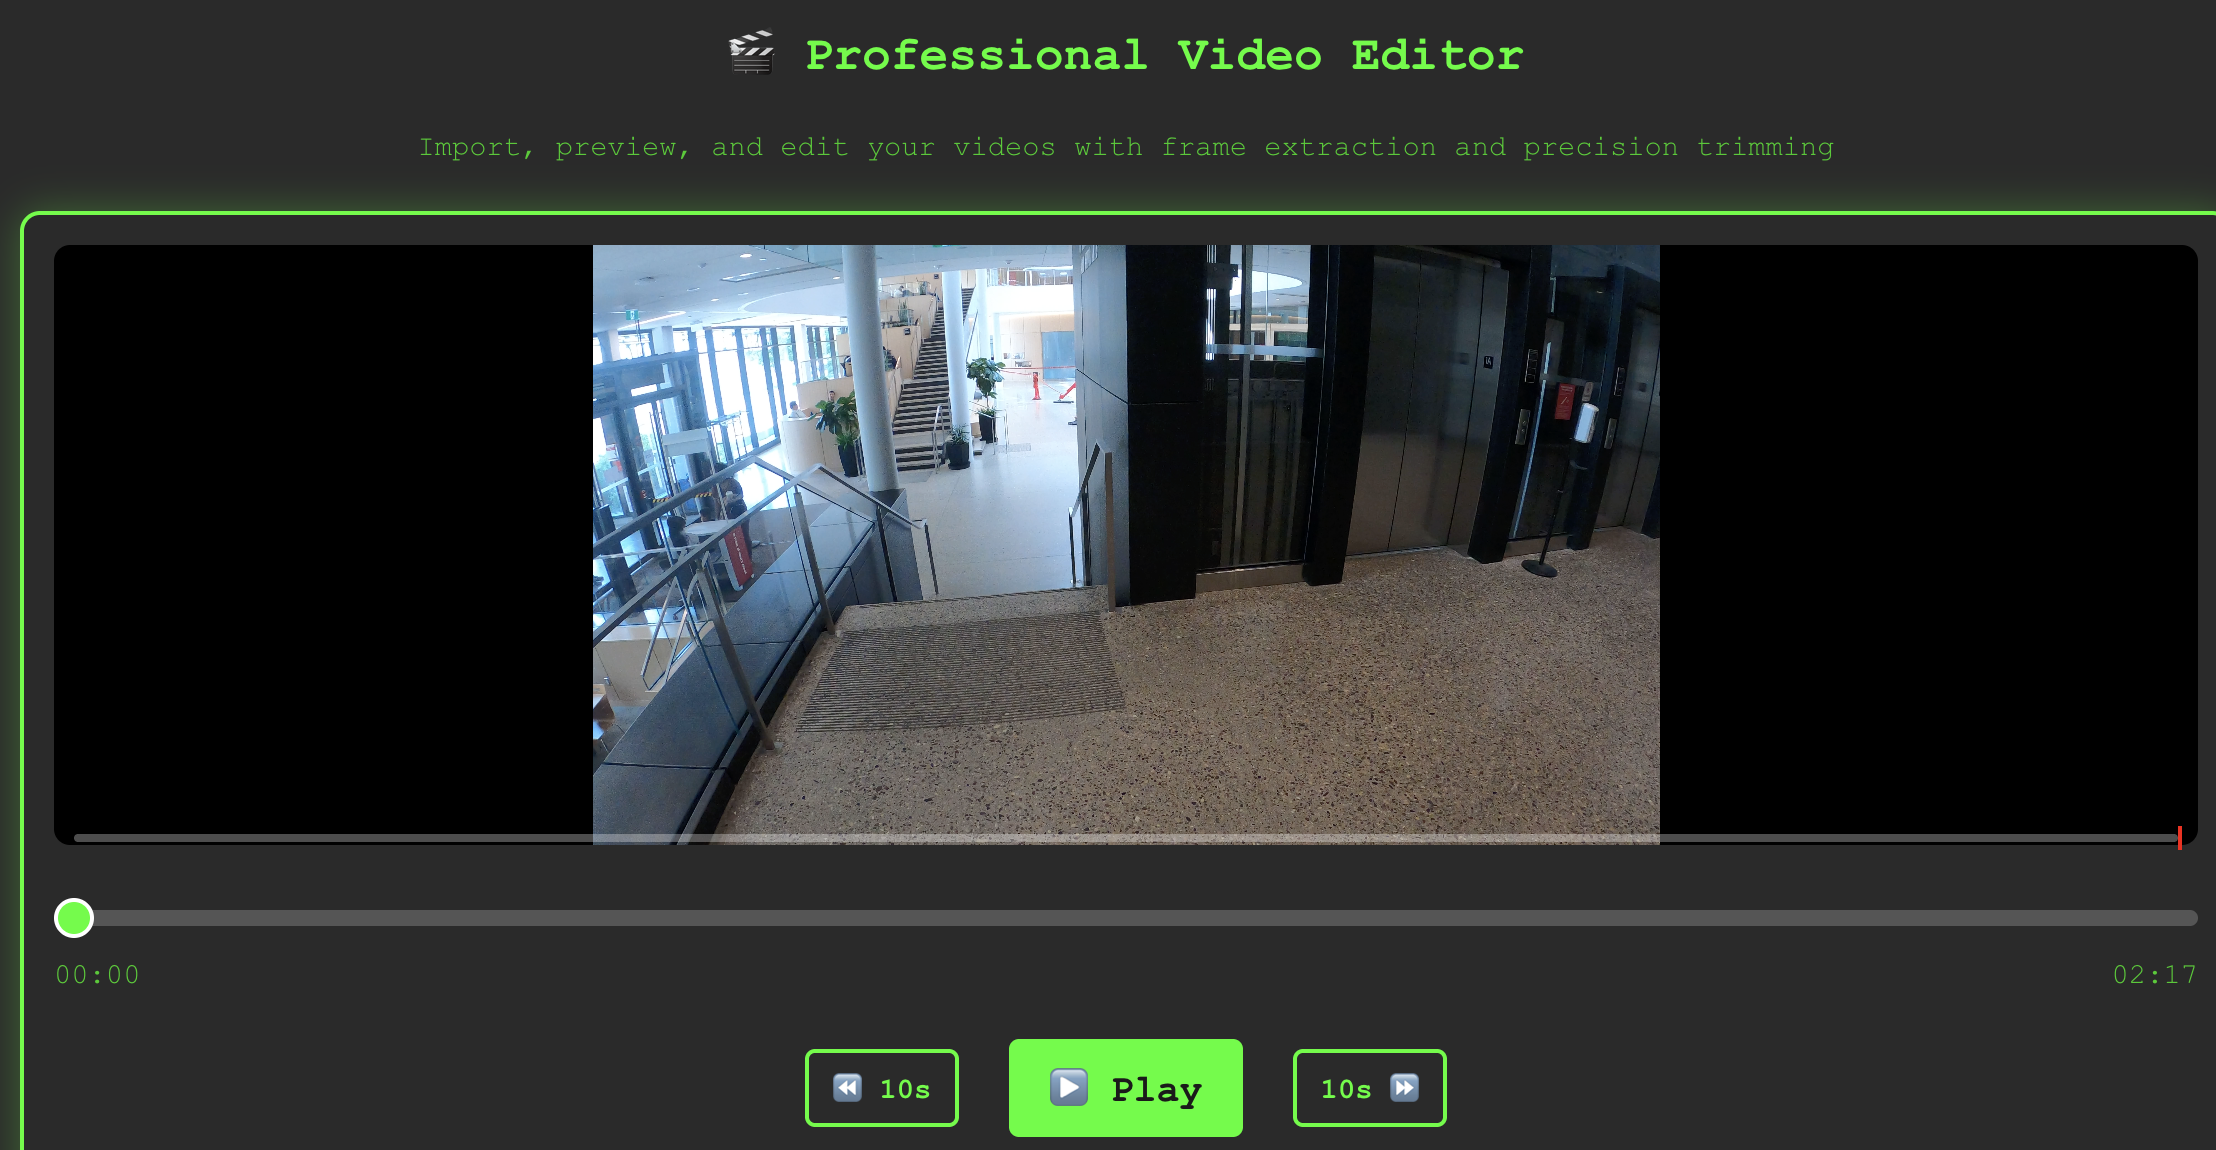 Professional Video Editor
Import, preview, and edit your videos with frame extraction and precision trimming
00:00
02:17
10s
Play
10s